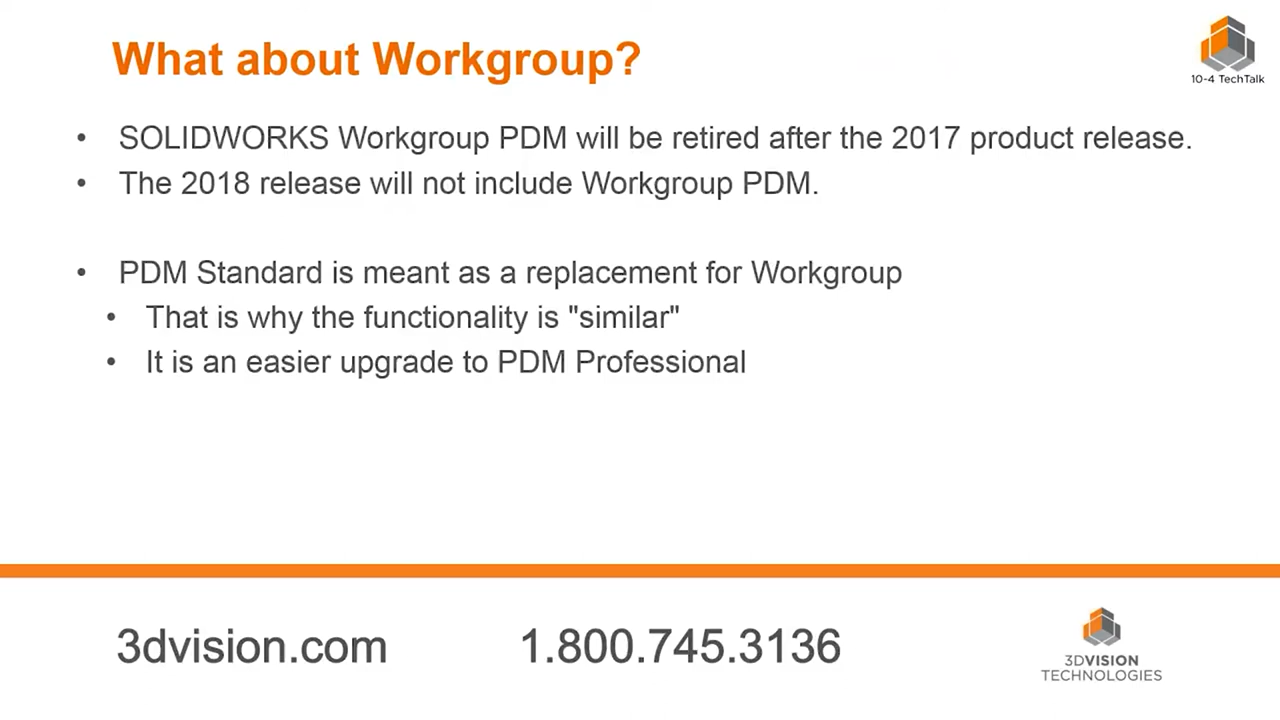 What about Workgroup?
10-4 TechTalk
• SOLIDWORKS Workgroup PDM will be retired after the 2017 product release.
• The 2018 release will not include Workgroup PDM.
• PDM Standard is meant as a replacement for Workgroup
• That is why the functionality is "similar"
• It is an easier upgrade to PDM Professional
3dvision.com
1.800.745.3136
3DVISION
TECHNOLOGIES